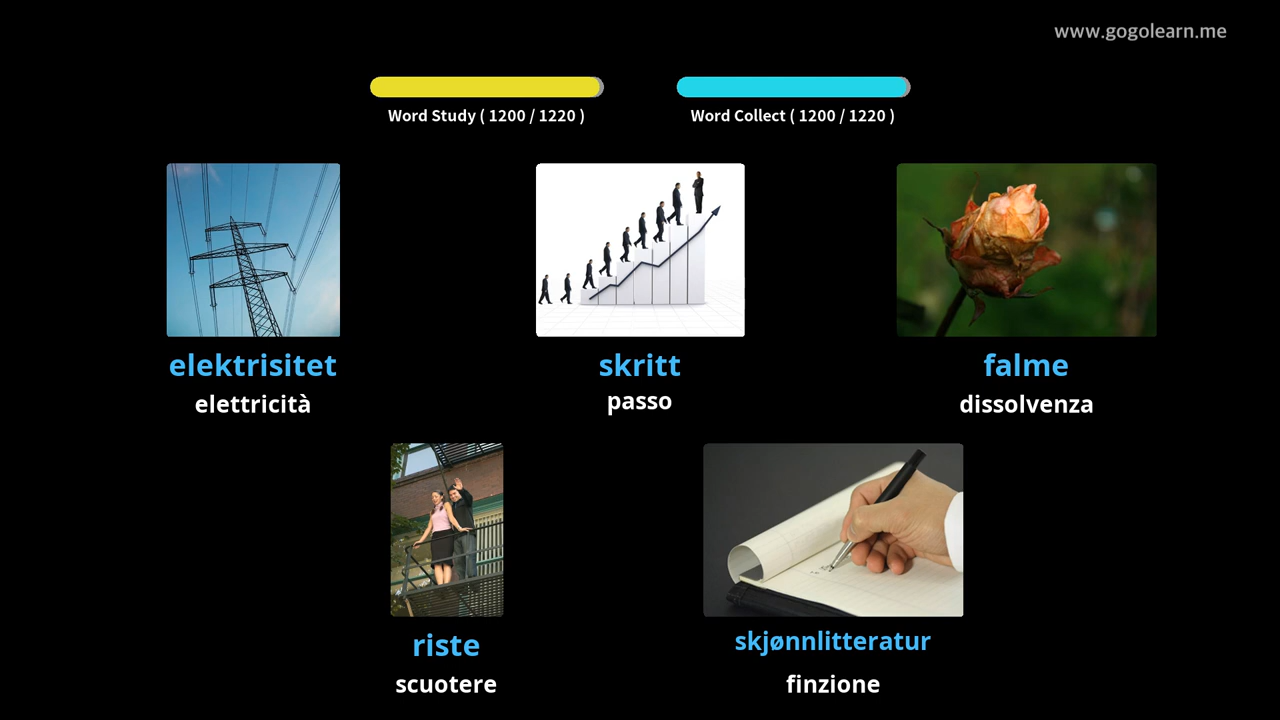 www.gogolearn.me
Word Study ( 1200 / 1220 )
Word Collect ( 1200 / 1220 )
elektrisitet
elettricità
skritt
passo
falme
dissolvenza
riste
scuotere
skjønnlitteratur
finzione